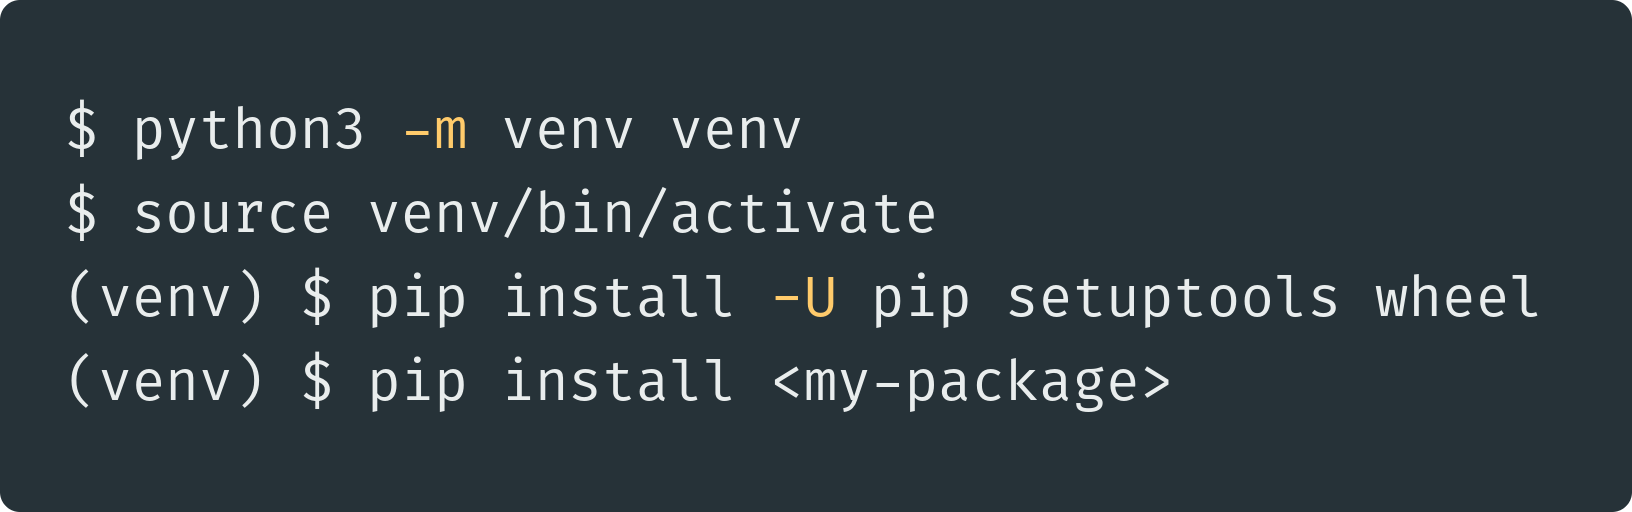 $ python3 -m venv venv
$ source venv/bin/activate
(venv) $ pip install -U pip setuptools wheel
(venv) $ pip install <my-package>